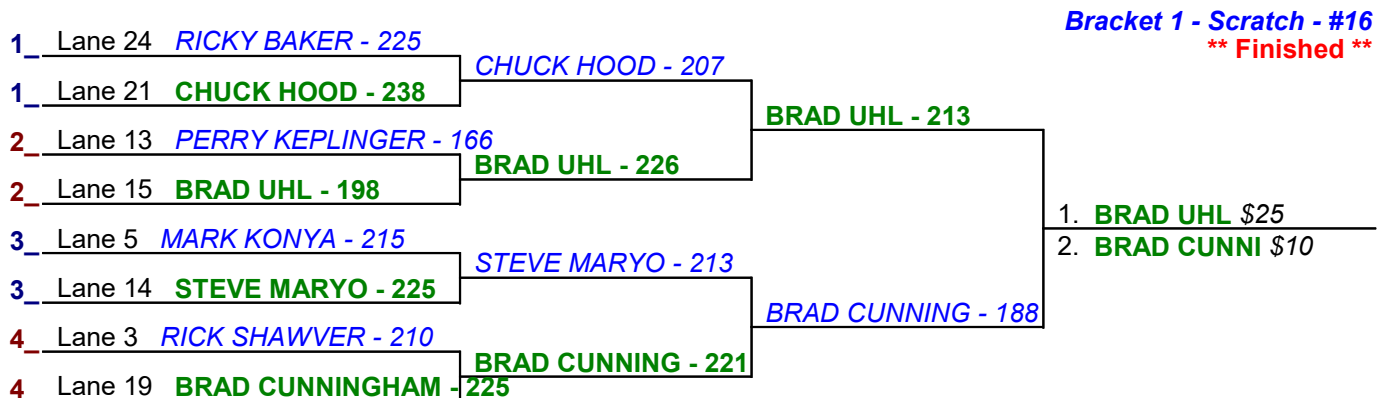 Bracket 1 - Scratch - #16
** Finished **
1_ Lane 24 RICKY BAKER - 225
CHUCK HOOD - 207
1_ Lane 21 CHUCK HOOD - 238
BRAD UHL - 213
2_ Lane 13 PERRY KEPLINGER - 166
BRAD UHL - 226
2_ Lane 15 BRAD UHL - 198
1. BRAD UHL $25
2. BRAD CUNNI $10
3_ Lane 5 MARK KONYA - 215
STEVE MARYO - 213
3_ Lane 14 STEVE MARYO - 225
BRAD CUNNING - 188
4_ Lane 3 RICK SHAWVER - 210
BRAD CUNNING - 221
4 Lane 19 BRAD CUNNINGHAM - 225